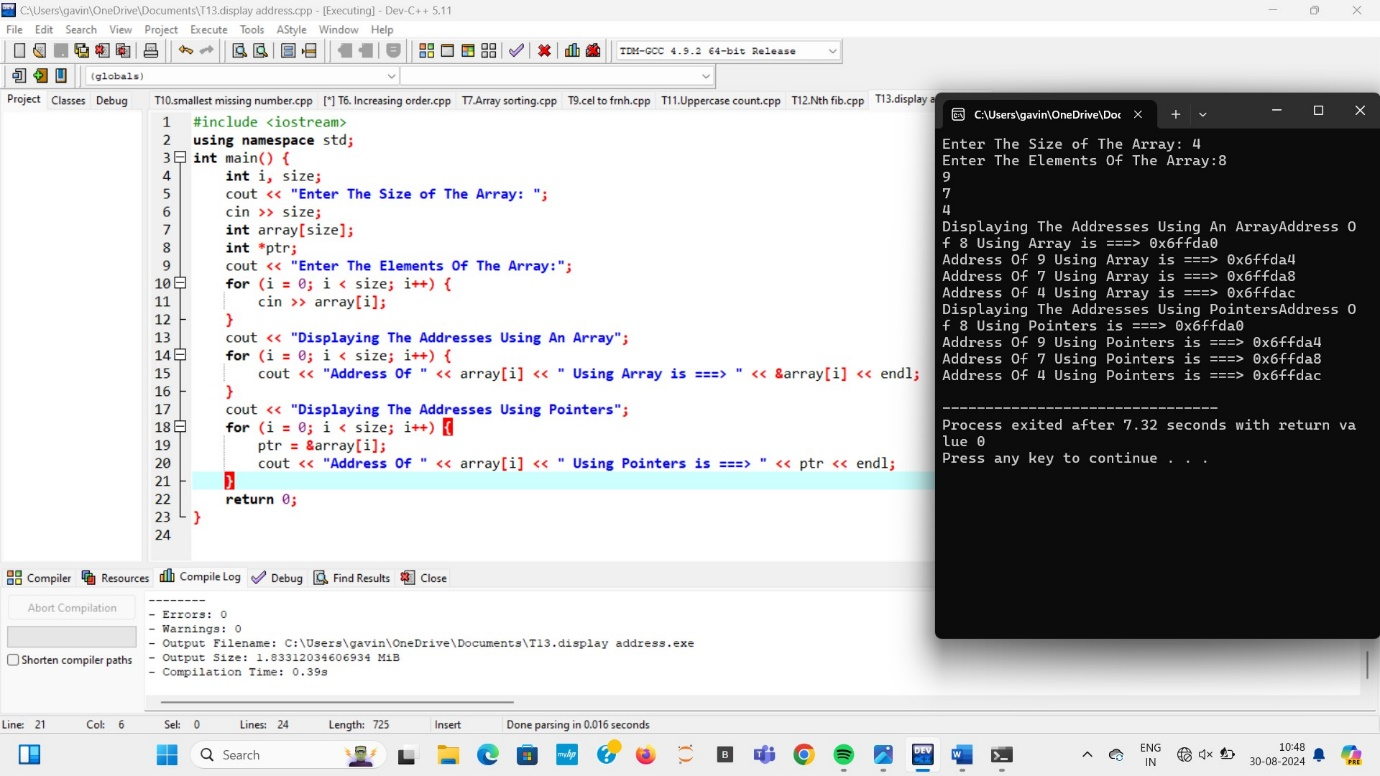 C:\Users\gavin\OneDrive\Documents\T13.display address.cpp - [Executing] - Dev-C++ 5.11
File Edit Search View Project Execute Tools AStyle Window Help
TDM-GCC 4.9.2 64-bit Release
(globals)
Project Classes Debug
T10.smallest missing number.cpp [*] T6. Increasing order.cpp T7.Array sorting.cpp T9.cel to frnh.cpp T11.Uppercase count.cpp T12.Nth fib.cpp T13.display a
1 #include <iostream>
2 using namespace std;
3 int main() {
4 int i, size;
5 cout << "Enter The Size of The Array: ";
6 cin >> size;
7 int array[size];
8 int *ptr;
9 cout << "Enter The Elements Of The Array:";
10 for (i = 0; i < size; i++) {
11 cin >> array[i];
12 }
13 cout << "Displaying The Addresses Using An Array";
14 for (i = 0; i < size; i++) {
15 cout << "Address Of " << array[i] << " Using Array is ===> " << &array[i] << endl;
16 }
17 cout << "Displaying The Addresses Using Pointers";
18 for (i = 0; i < size; i++) {
19 ptr = &array[i];
20 cout << "Address Of " << array[i] << " Using Pointers is ===> " << ptr << endl;
21 }
22 return 0;
23 }
24
C:\Users\gavin\OneDrive\Doc
Enter The Size of The Array: 4
Enter The Elements Of The Array:8
9
7
4
Displaying The Addresses Using An ArrayAddress O
f 8 Using Array is ===> 0x6ffda0
Address Of 9 Using Array is ===> 0x6ffda4
Address Of 7 Using Array is ===> 0x6ffda8
Address Of 4 Using Array is ===> 0x6ffdac
Displaying The Addresses Using PointersAddress O
f 8 Using Pointers is ===> 0x6ffda0
Address Of 9 Using Pointers is ===> 0x6ffda4
Address Of 7 Using Pointers is ===> 0x6ffda8
Address Of 4 Using Pointers is ===> 0x6ffdac
--------------------------------
Process exited after 7.32 seconds with return va
lue 0
Press any key to continue . . .
Compiler Resources Compile Log Debug Find Results Close
Abort Compilation
Shorten compiler paths
--------
- Errors: 0
- Warnings: 0
- Output Filename: C:\Users\gavin\OneDrive\Documents\T13.display address.exe
- Output Size: 1.83312034606934 MiB
- Compilation Time: 0.39s
Line: 21 Col: 6 Sel: 0 Lines: 24 Length: 725 Insert Done parsing in 0.016 seconds
Search
myhp
B
DEV
W
ENG
IN
10:48
30-08-2024
PRE